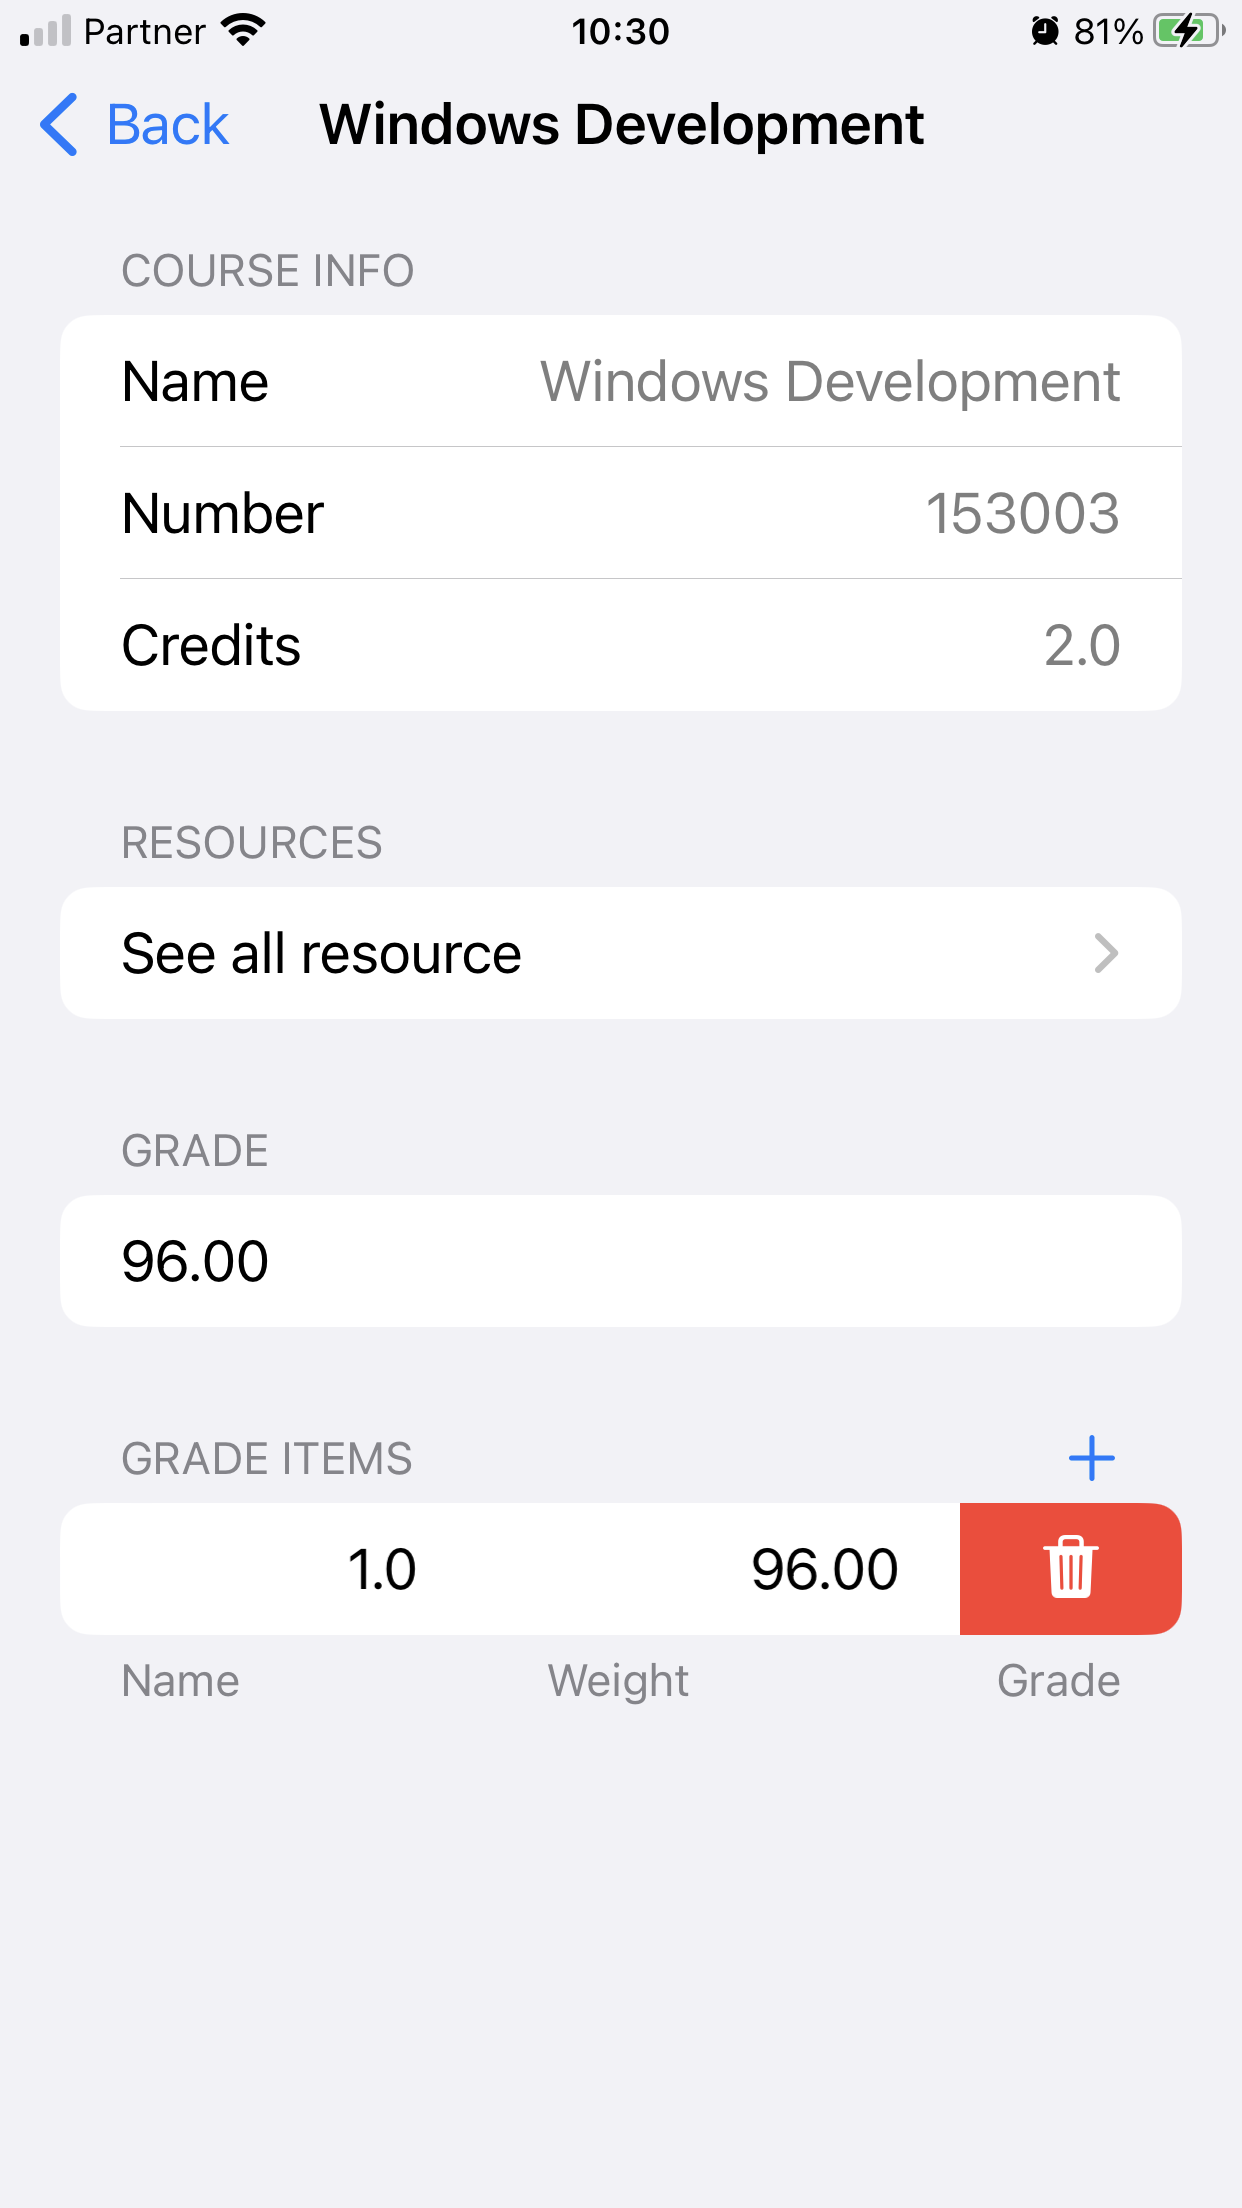 Partner 10:30 81%
Back Windows Development
COURSE INFO
Name Windows Development
Number 153003
Credits 2.0
RESOURCES
See all resource
GRADE
96.00
GRADE ITEMS
1.0 96.00
Name Weight Grade